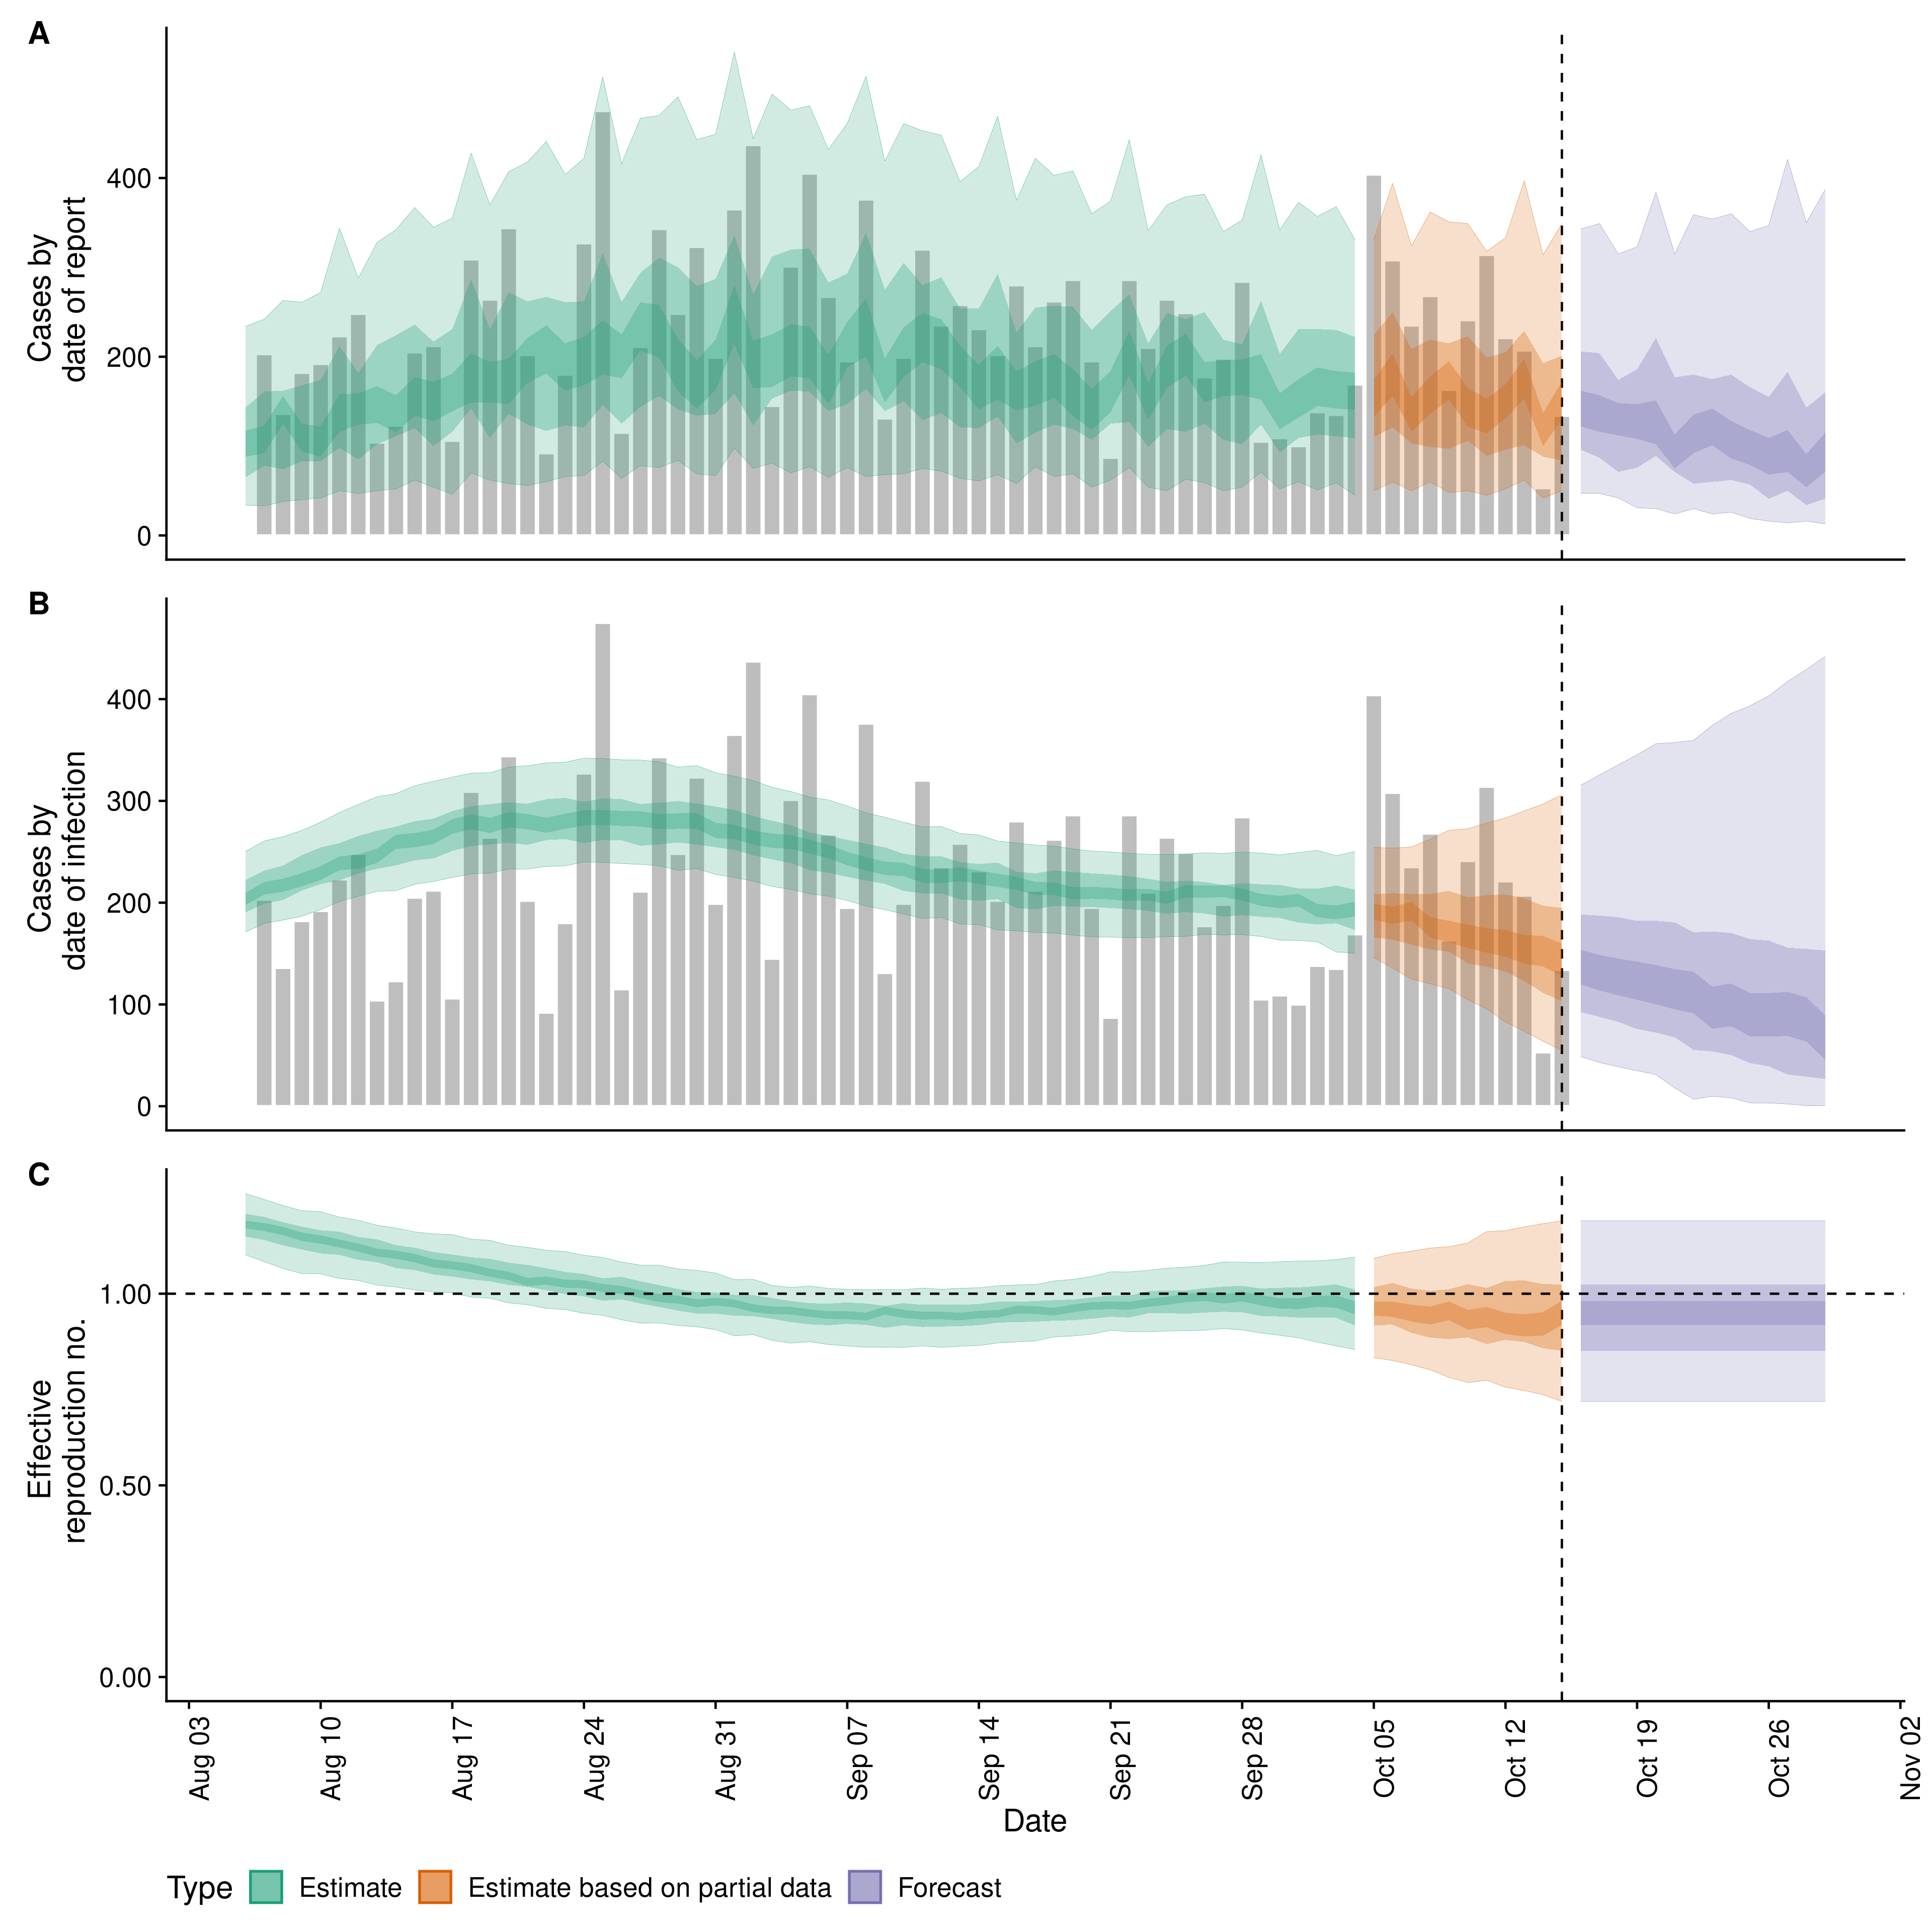 A
Cases by
date of report
400
200
0
B
Cases by
date of infection
400
300
200
100
0
C
Effective
reproduction no.
1.00
0.50
0.00
Aug 03
Aug 10
Aug 17
Aug 24
Aug 31
Sep 07
Sep 14
Sep 21
Sep 28
Oct 05
Oct 12
Oct 19
Oct 26
Nov 02
Date
Type Estimate Estimate based on partial data Forecast